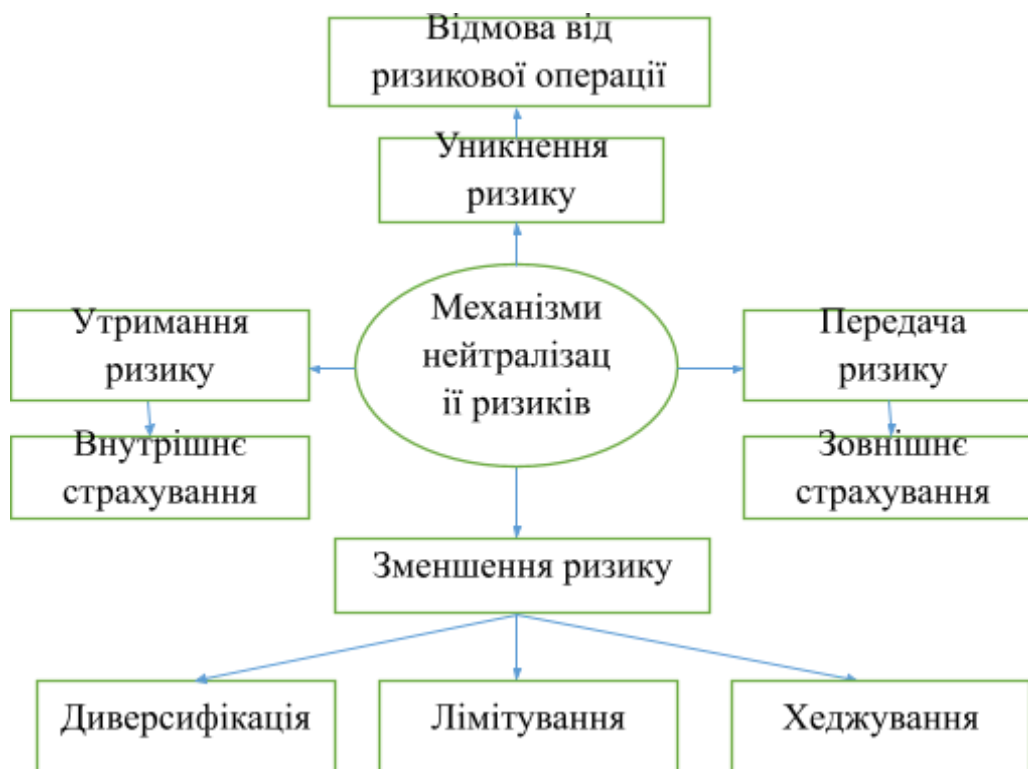 Відмова від
ризикової операції
Уникнення
ризику
Механізми
нейтралізац
ії ризиків
Утримання
ризику
Передача
ризику
Внутрішнє
страхування
Зовнішнє
страхування
Зменшення ризику
Диверсифікація
Лімітування
Хеджування